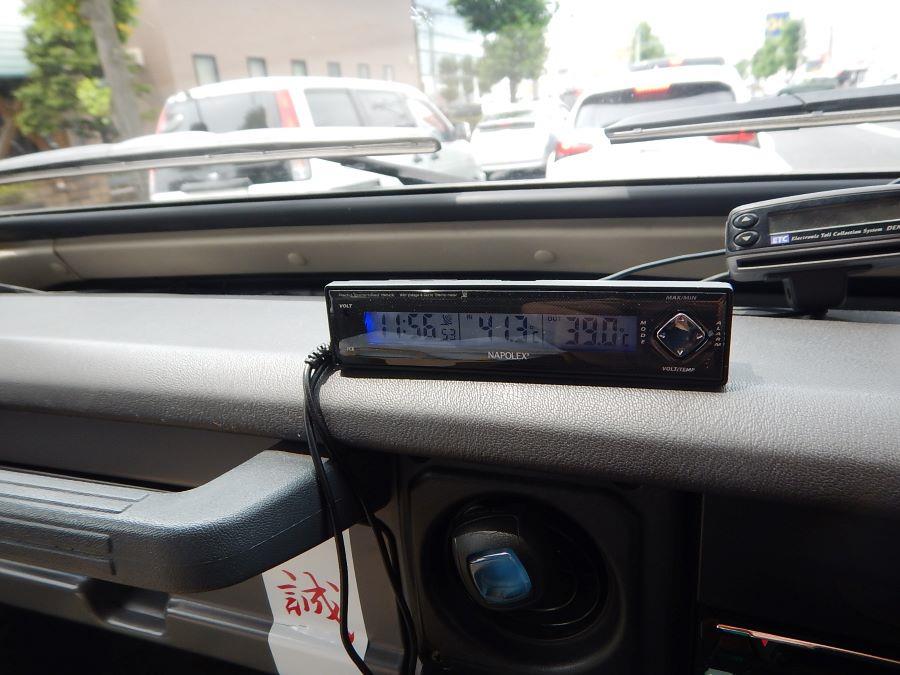 MAX/MIN
VOLT
11:56 53
IN 41.3℃
OUT 39.0℃
MODE
ALARM
NAPOLEX
VOLT/TEMP
ETC Electronic Toll Collection System DEN
誠